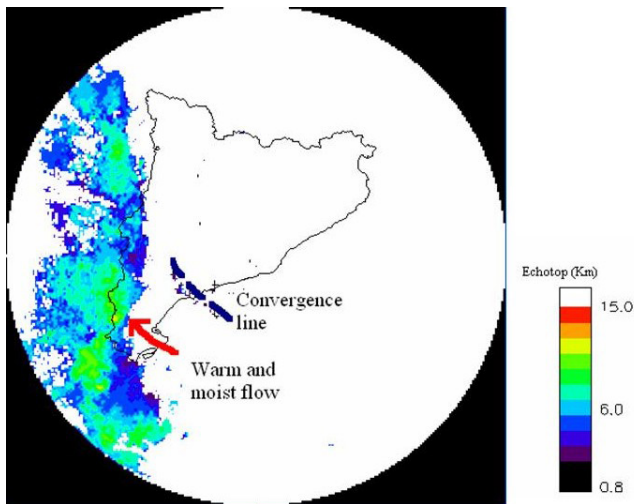 Convergence
line
Warm and
moist flow
Echotop (Km)
15.0
6.0
0.8